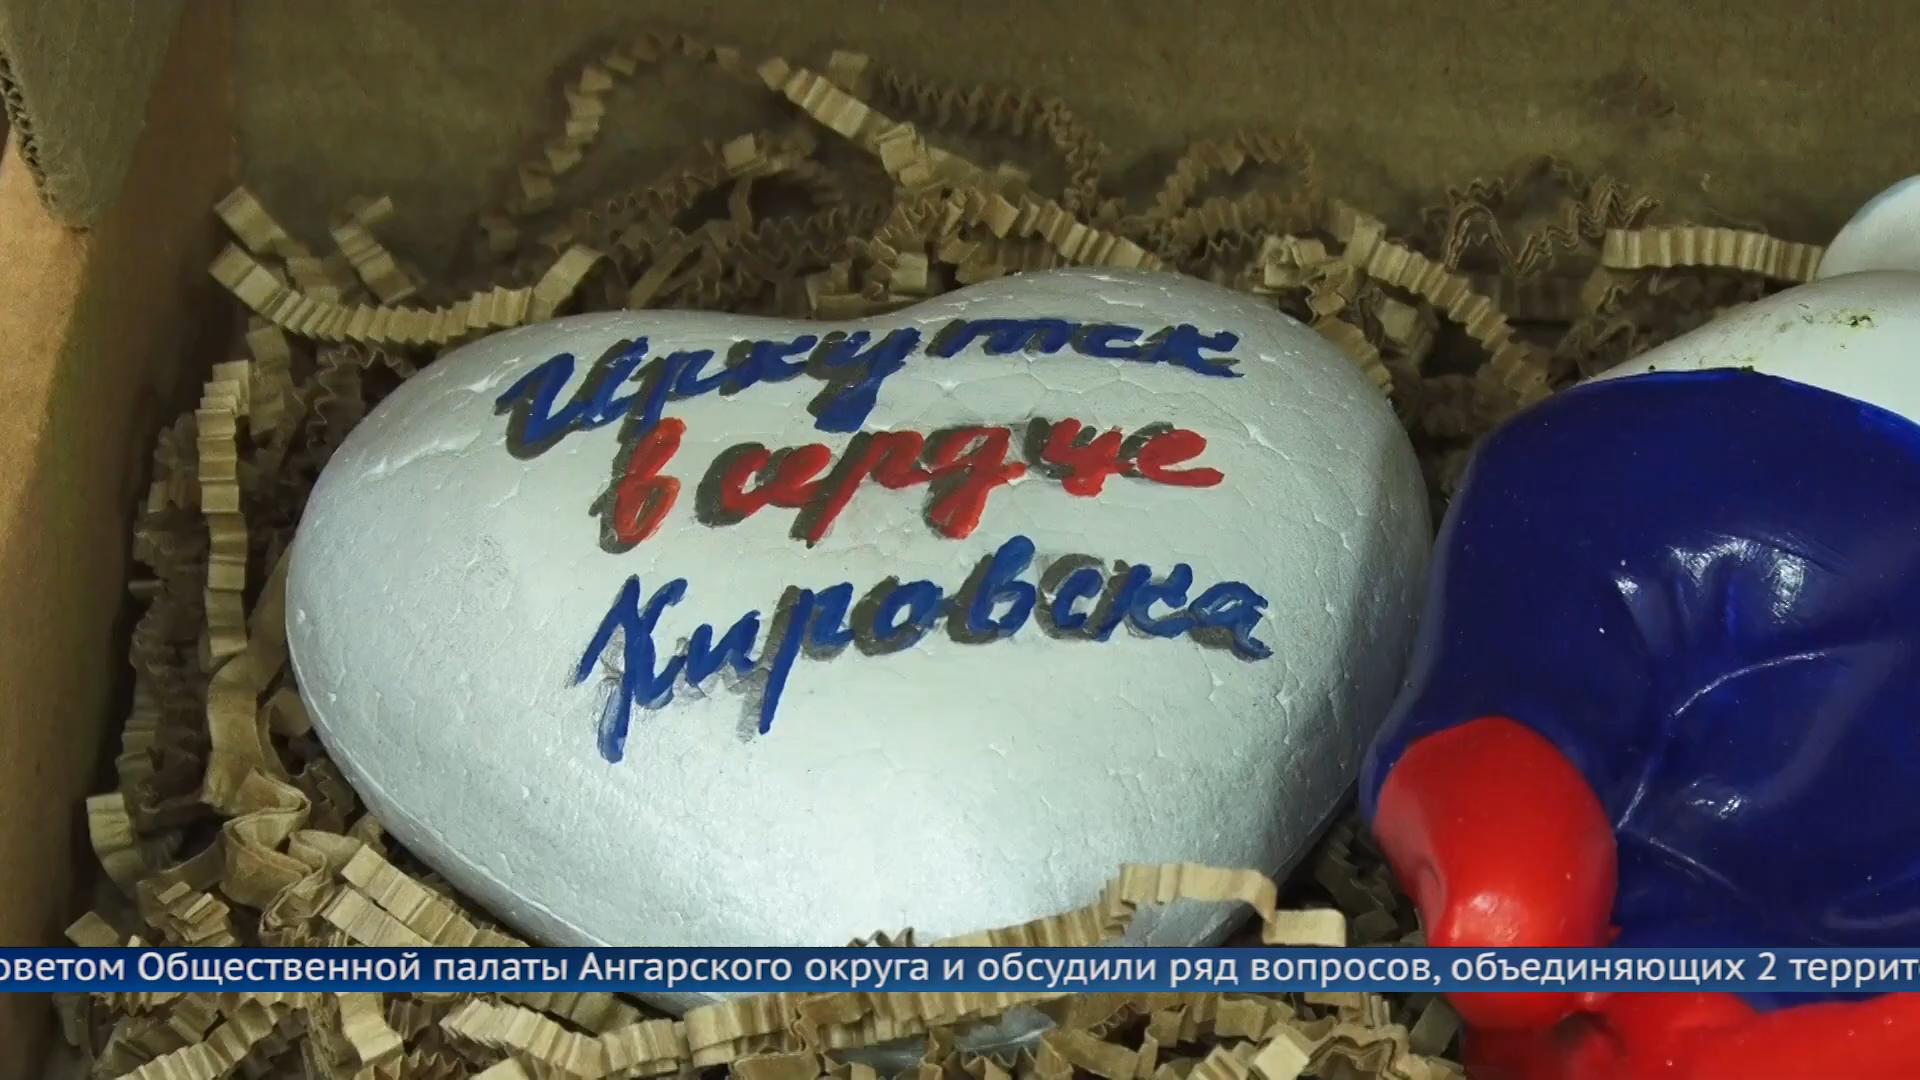 Иркутск
в сердце
Кировска
оветом Общественной палаты Ангарского округа и обсудили ряд вопросов, объединяющих 2 террит